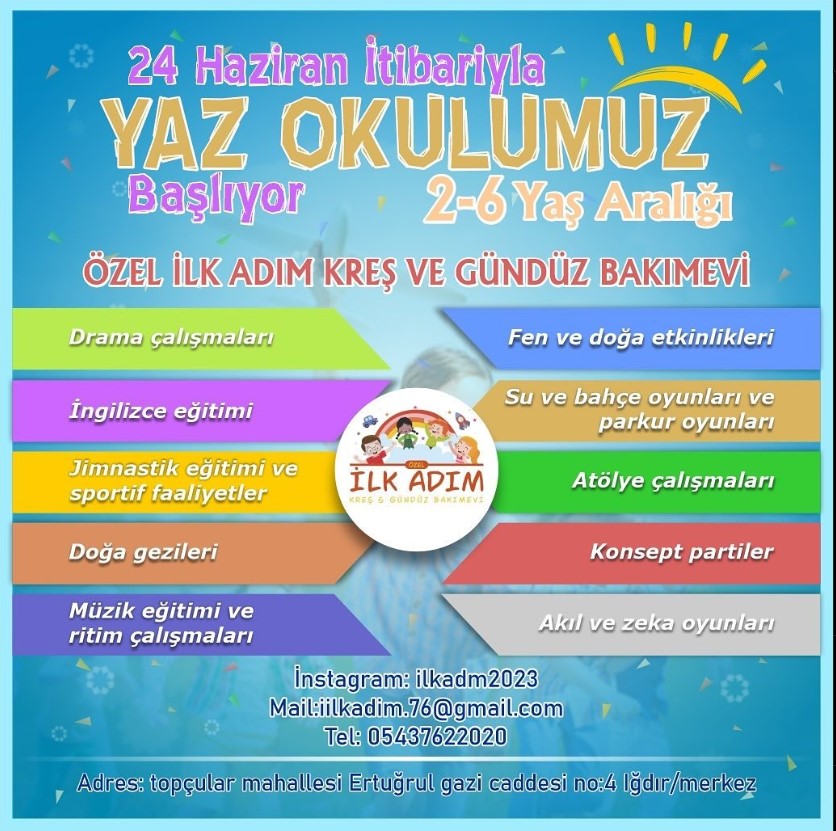 24 Haziran İtibariyla
YAZ OKULUMUZ
Başlıyor
2-6 Yaş Aralığı
ÖZEL İLK ADIM KREŞ VE GÜNDÜZ BAKIMEVİ
Drama çalışmaları
Fen ve doğa etkinlikleri
İngilizce eğitimi
Su ve bahçe oyunları ve
parkur oyunları
Jimnastik eğitimi ve
sportif faaliyetler
Atölye çalışmaları
ÖZEL
İLK ADIM
KREŞ & GÜNDÜZ BAKIMEVİ
Doğa gezileri
Konsept partiler
Müzik eğitimi ve
ritim çalışmaları
Akıl ve zeka oyunları
İnstagram: ilkadm2023
Mail:iilkadim.76@gmail.com
Tel: 05437622020
Adres: topçular mahallesi Ertuğrul gazi caddesi no:4 Iğdır/merkez